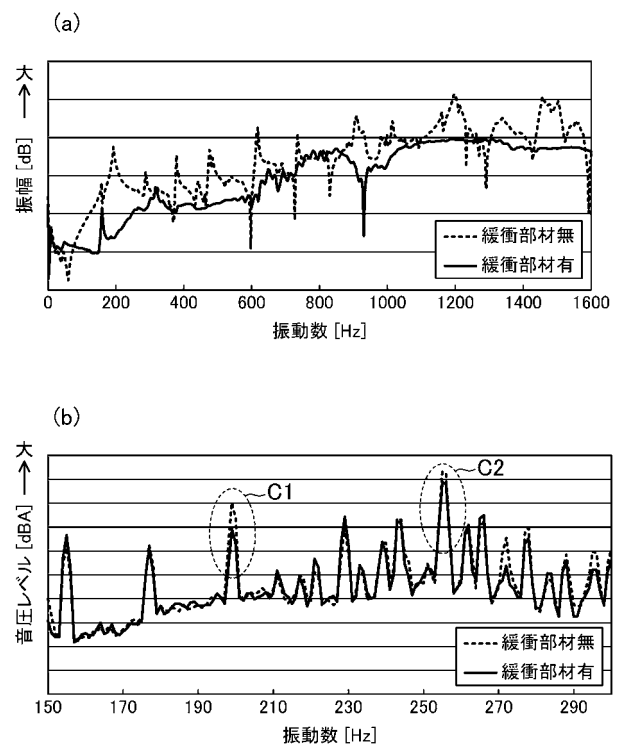 (a)
振幅 [dB] → 大
緩衝部材無
緩衝部材有
0 200 400 600 800 1000 1200 1400 1600
振動数 [Hz]
(b)
音圧レベル [dBA] → 大
C1
C2
緩衝部材無
緩衝部材有
150 170 190 210 230 250 270 290
振動数 [Hz]